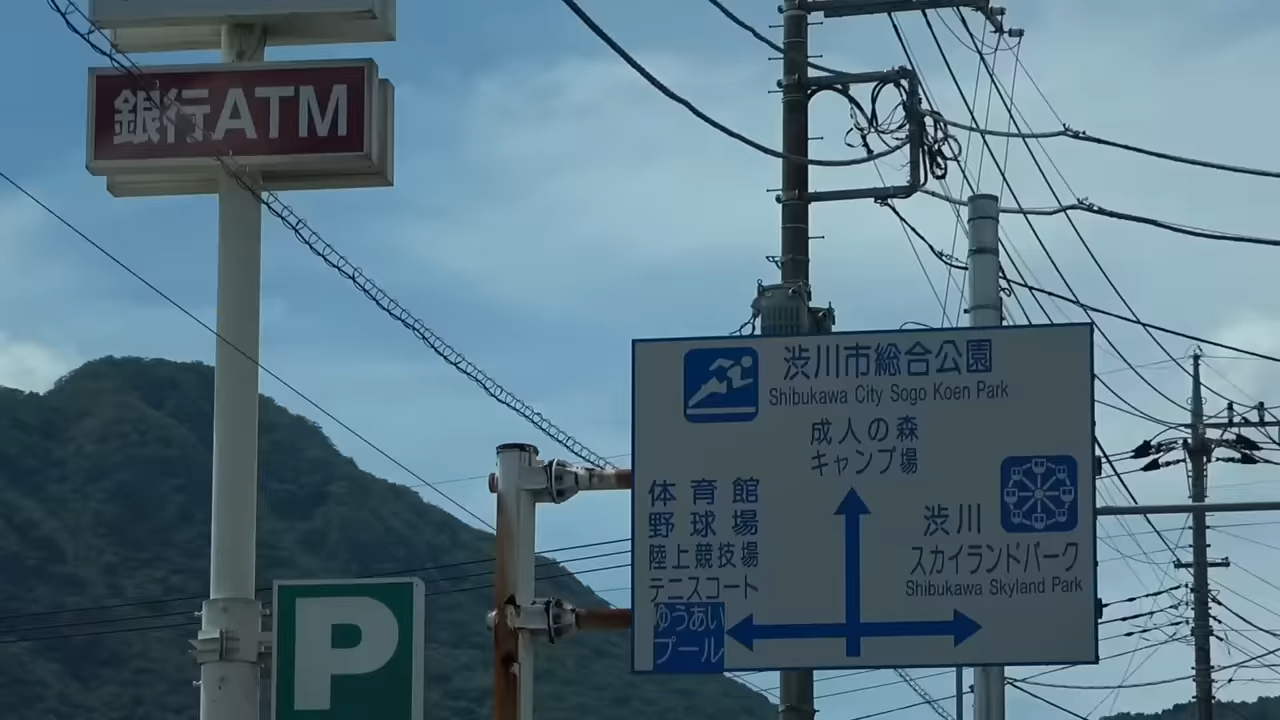 銀行ATM
P
渋川市総合公園
Shibukawa City Sogo Koen Park
成人の森
キャンプ場
体育館
野球場
陸上競技場
テニスコート
ゆうあい
プール
渋川
スカイランドパーク
Shibukawa Skyland Park